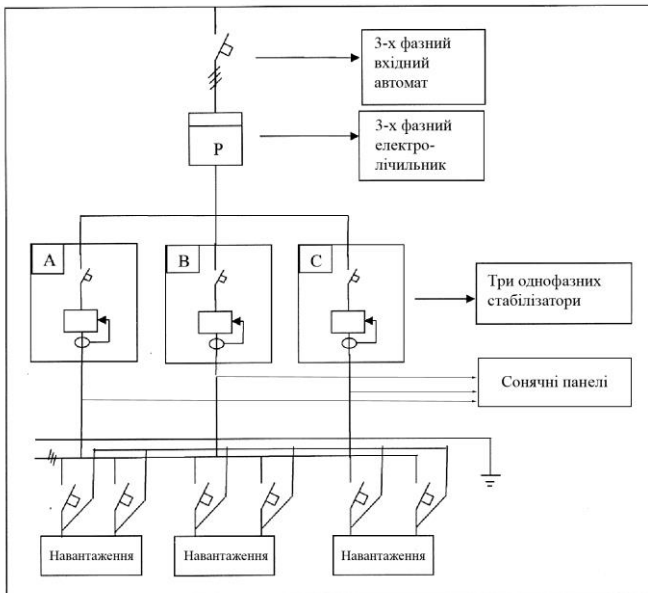 3-х фазний
вхідний
автомат
3-х фазний
електро-
лічильник
P
A
B
C
Три однофазних
стабілізатори
Сонячні панелі
Навантаження
Навантаження
Навантаження